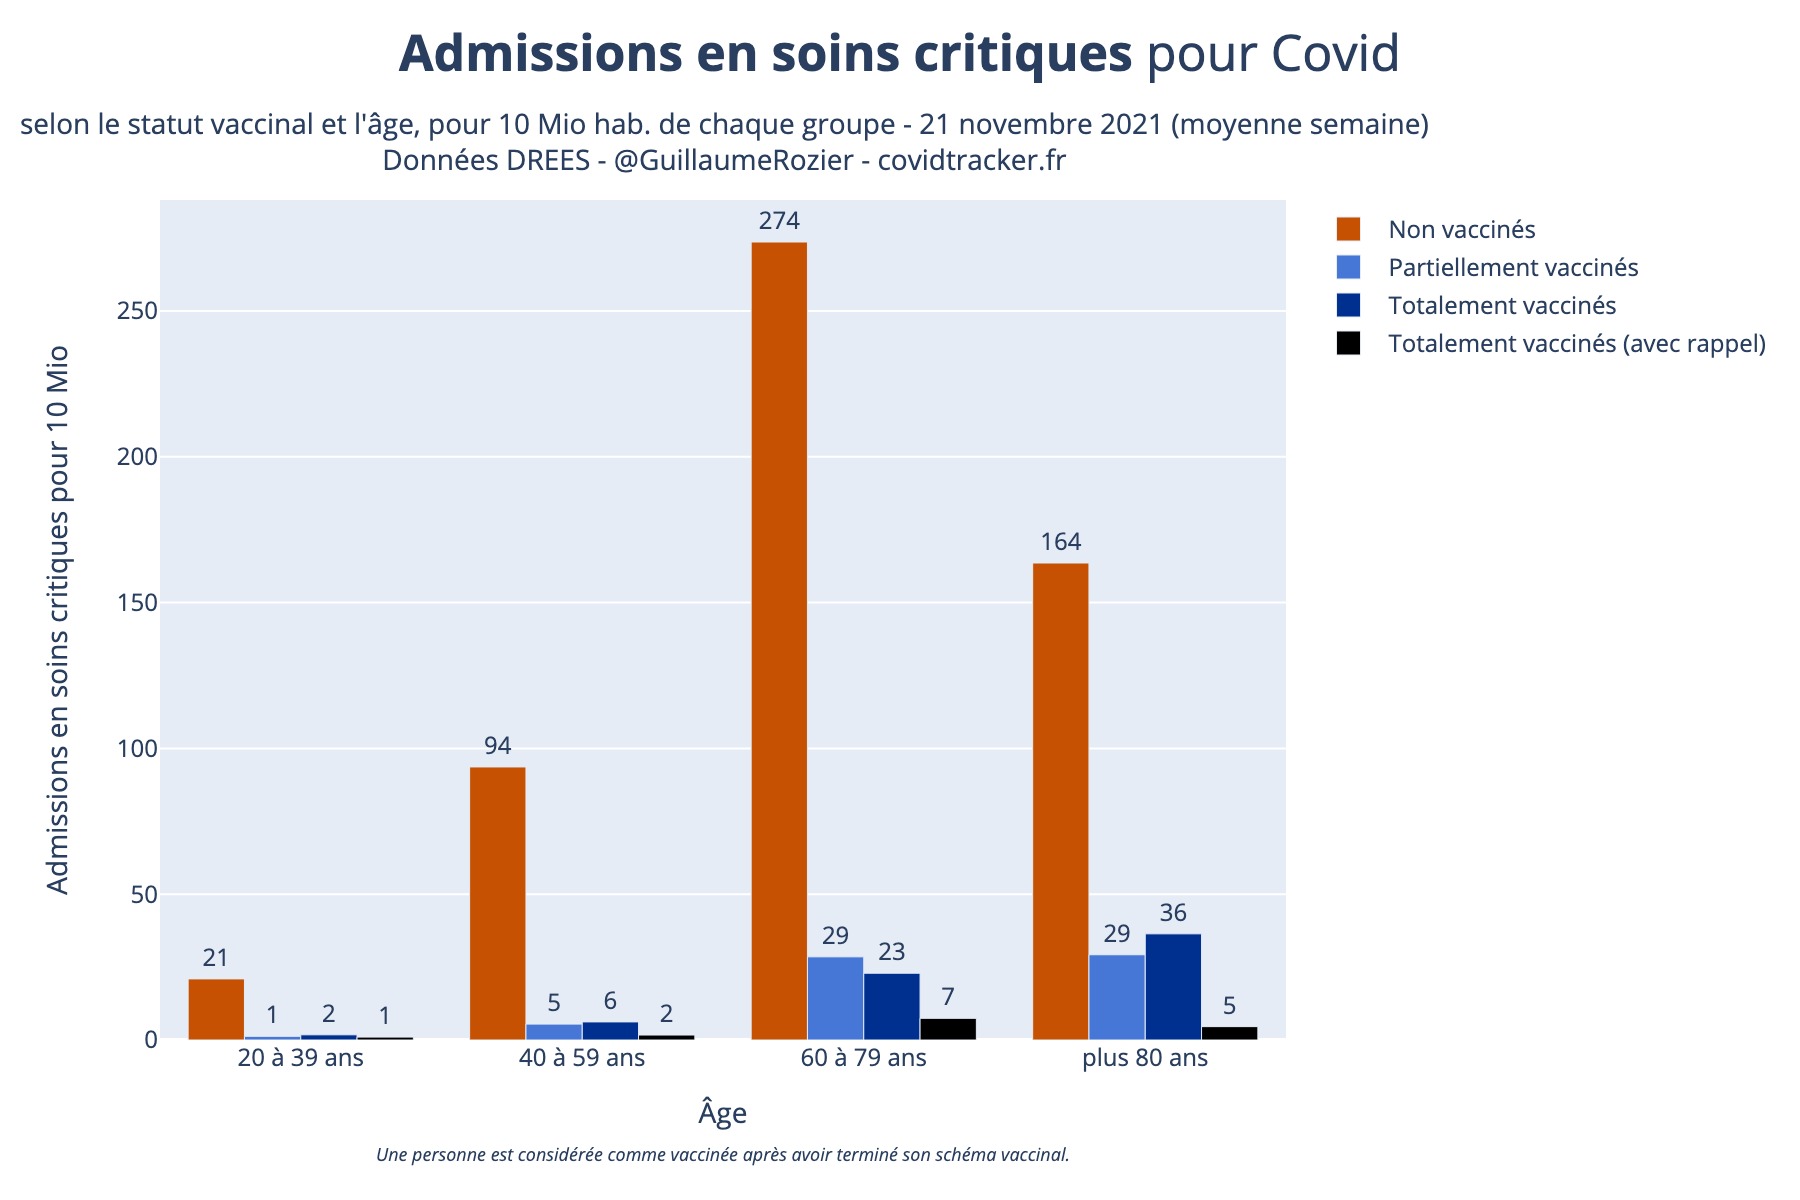 Admissions en soins critiques pour Covid
selon le statut vaccinal et l'âge, pour 10 Mio hab. de chaque groupe - 21 novembre 2021 (moyenne semaine)
Données DREES - @GuillaumeRozier - covidtracker.fr
Non vaccinés
Partiellement vaccinés
Totalement vaccinés
Totalement vaccinés (avec rappel)
Admissions en soins critiques pour 10 Mio
250
200
150
100
50
0
21
1
2
1
94
5
6
2
274
29
23
7
164
29
36
5
20 à 39 ans
40 à 59 ans
60 à 79 ans
plus 80 ans
Âge
Une personne est considérée comme vaccinée après avoir terminé son schéma vaccinal.